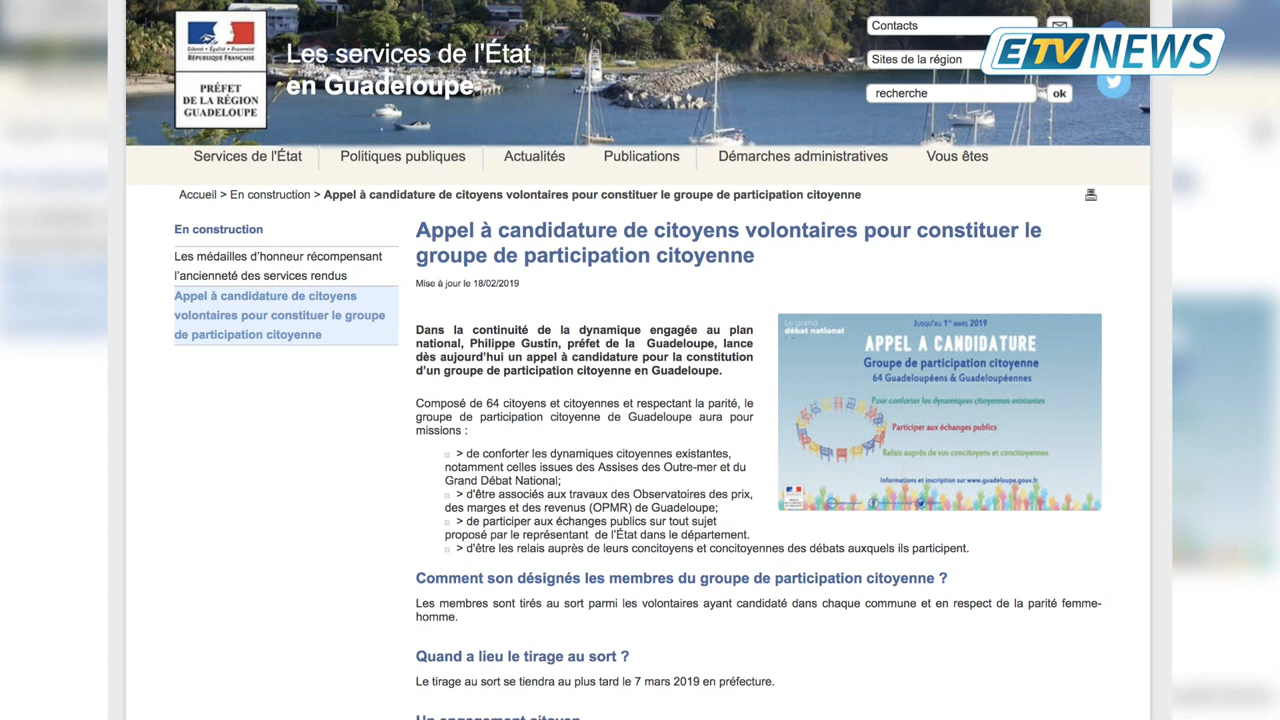 Liberté • Égalité • Fraternité
RÉPUBLIQUE FRANÇAISE
PRÉFET
DE LA RÉGION
GUADELOUPE
Les services de l'État
en Guadeloupe
Contacts
Sites de la région
recherche
ok
ETV NEWS
Services de l'État
Politiques publiques
Actualités
Publications
Démarches administratives
Vous êtes
Accueil > En construction > Appel à candidature de citoyens volontaires pour constituer le groupe de participation citoyenne
En construction
Les médailles d’honneur récompensant
l’ancienneté des services rendus
Appel à candidature de citoyens
volontaires pour constituer le groupe
de participation citoyenne
Appel à candidature de citoyens volontaires pour constituer le
groupe de participation citoyenne
Mise à jour le 18/02/2019
Dans la continuité de la dynamique engagée au plan
national, Philippe Gustin, préfet de la Guadeloupe, lance
dès aujourd’hui un appel à candidature pour la constitution
d’un groupe de participation citoyenne en Guadeloupe.
Composé de 64 citoyens et citoyennes et respectant la parité, le
groupe de participation citoyenne de Guadeloupe aura pour
missions :
> de conforter les dynamiques citoyennes existantes,
notamment celles issues des Assises des Outre-mer et du
Grand Débat National;
> d'être associés aux travaux des Observatoires des prix,
des marges et des revenus (OPMR) de Guadeloupe;
> de participer aux échanges publics sur tout sujet
proposé par le représentant de l’État dans le département.
> d'être les relais auprès de leurs concitoyens et concitoyennes des débats auxquels ils participent.
Le grand
débat national
JUSQU'AU 1er MARS 2019
APPEL A CANDIDATURE
Groupe de participation citoyenne
64 Guadeloupéens & Guadeloupéennes
Pour conforter les dynamiques citoyennes existantes
Participer aux échanges publics
Relais auprès de vos concitoyens et concitoyennes
Informations et inscription sur www.guadeloupe.gouv.fr
Comment son désignés les membres du groupe de participation citoyenne ?
Les membres sont tirés au sort parmi les volontaires ayant candidaté dans chaque commune et en respect de la parité femme-
homme.
Quand a lieu le tirage au sort ?
Le tirage au sort se tiendra au plus tard le 7 mars 2019 en préfecture.
Un engagement citoyen